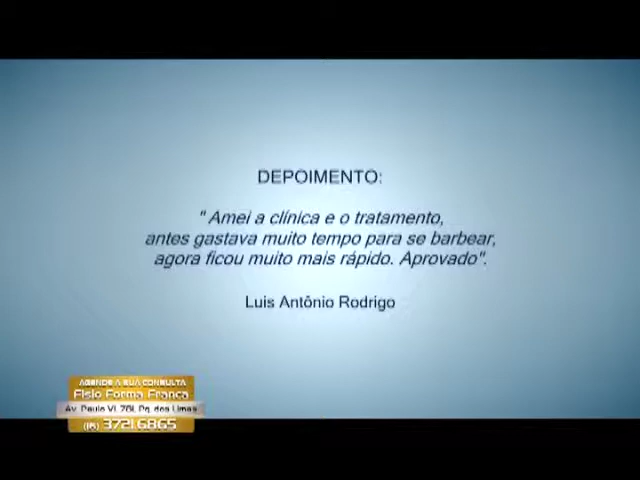 DEPOIMENTO:
" Amei a clínica e o tratamento,
antes gastava muito tempo para se barbear,
agora ficou muito mais rápido. Aprovado".
Luis Antônio Rodrigo
AGENDE A SUA CONSULTA
Fisio Forma Franca
Av. Paulo VI, 781, Pq. dos Limas
(16) 3721.6865